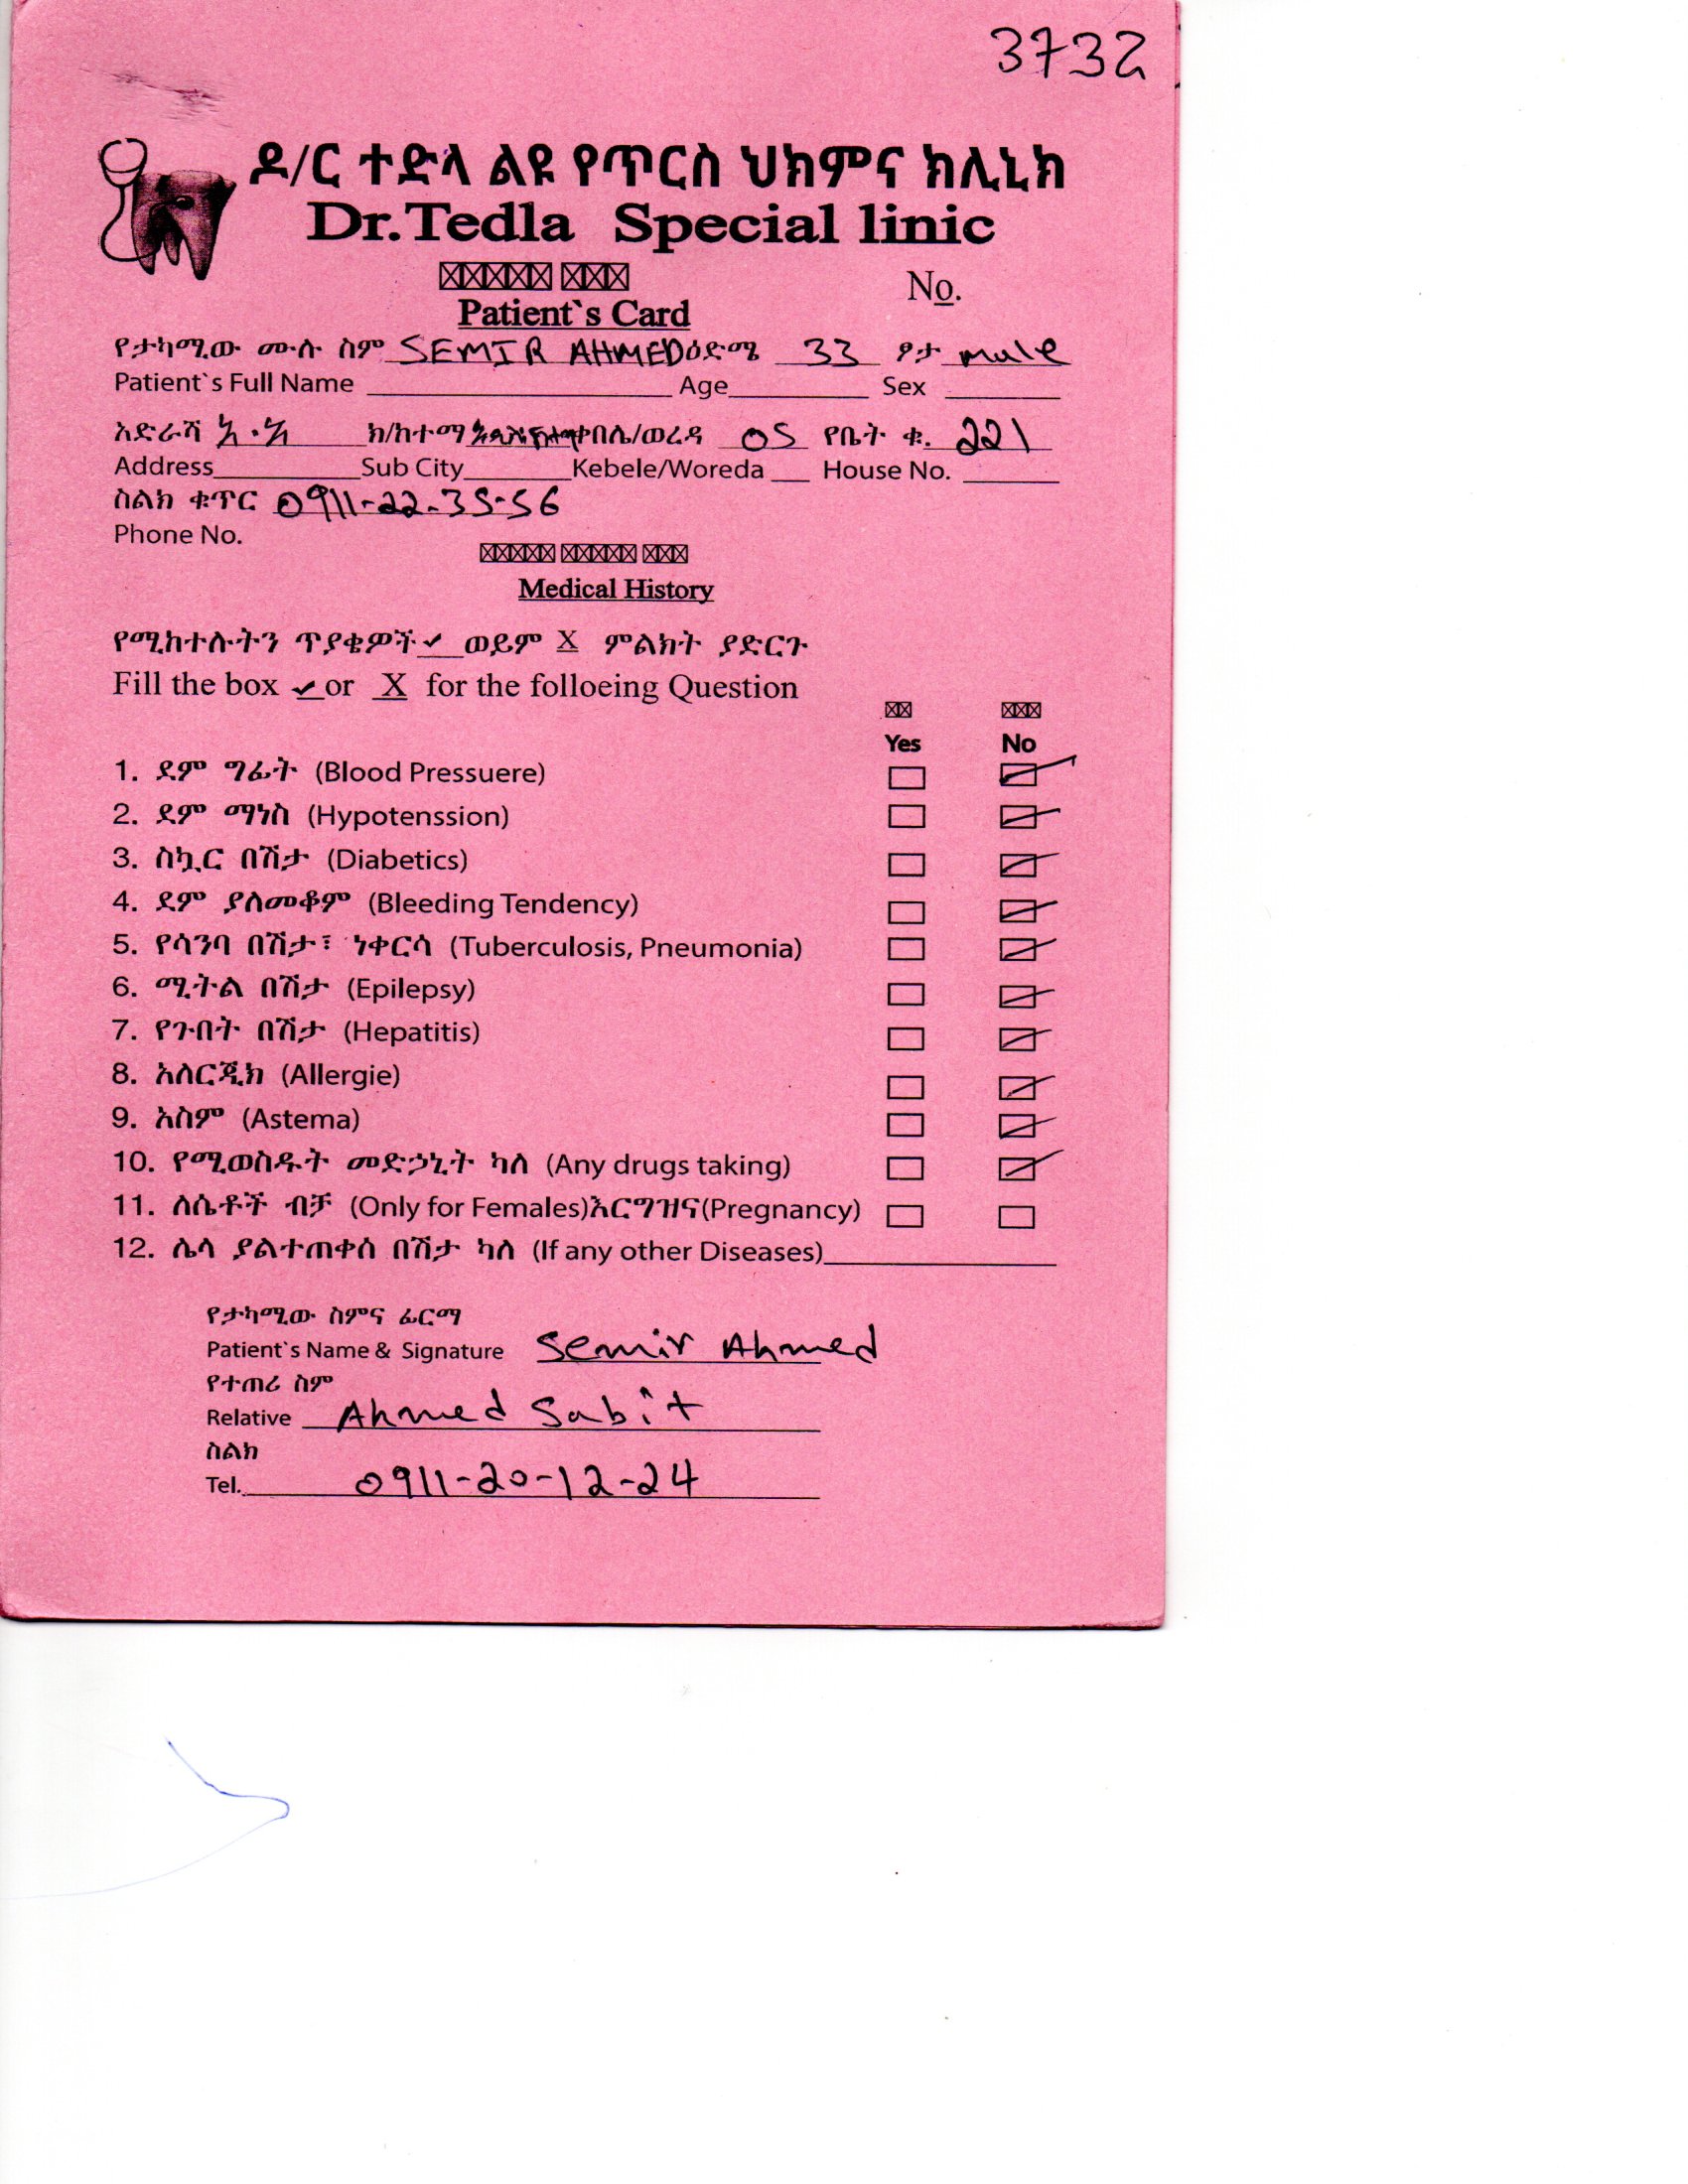 3732
ዶ/ር ተድላ ልዩ የጥርስ ህክምና ክሊኒክ
Dr.Tedla Special linic
No.
Patient`s Card
የታካሚው ሙሉ ስም SEMIR AHMED ዕድሜ 33 ፆታ male
Patient`s Full Name Age Sex
አድራሻ አ.አ ክ/ከተማ ቀበሌ/ወረዳ 05 የቤት ቁ. 221
Address Sub City Kebele/Woreda House No.
ስልክ ቁጥር 0911-22-35-56
Phone No.
Medical History
የሚከተሉትን ጥያቄዎች ✓ ወይም X ምልክት ያድርጉ
Fill the box ✓ or X for the folloeing Question
Yes No
1. ደም ግፊት (Blood Pressuere)
2. ደም ማነስ (Hypotenssion)
3. ስኳር በሽታ (Diabetics)
4. ደም ያለመቆም (Bleeding Tendency)
5. የሳንባ በሽታ፣ ነቀርሳ (Tuberculosis, Pneumonia)
6. ሚትል በሽታ (Epilepsy)
7. የጉበት በሽታ (Hepatitis)
8. አለርጂክ (Allergie)
9. አስም (Astema)
10. የሚወስዱት መድኃኒት ካለ (Any drugs taking)
11. ለሴቶች ብቻ (Only for Females)እርግዝና(Pregnancy)
12. ሌላ ያልተጠቀሰ በሽታ ካለ (If any other Diseases)
የታካሚው ስምና ፊርማ
Patient`s Name & Signature Semir Ahmed
የተጠሪ ስም
Relative Ahmed Sabit
ስልክ
Tel. 0911-20-12-24